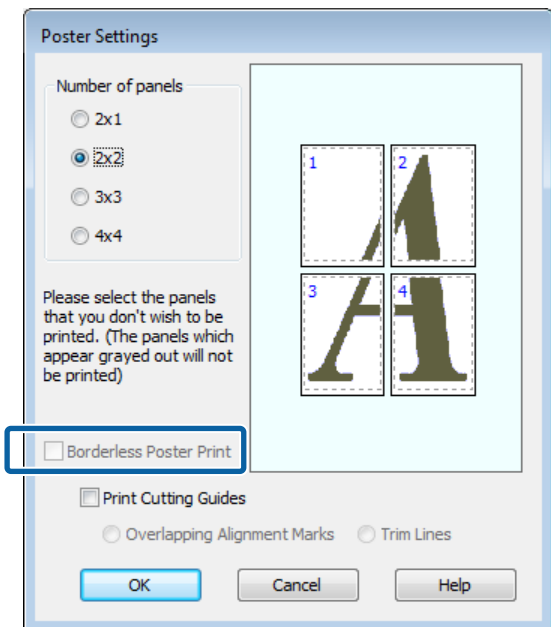 Poster Settings
Number of panels
2x1
2x2
3x3
4x4
1
2
3
4
Please select the panels
that you don't wish to be
printed. (The panels which
appear grayed out will not
be printed)
Borderless Poster Print
Print Cutting Guides
Overlapping Alignment Marks
Trim Lines
OK
Cancel
Help